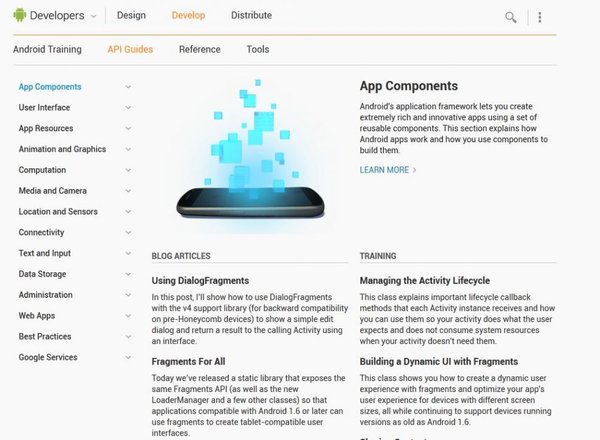 Developers
Design
Develop
Distribute
Android Training
API Guides
Reference
Tools
App Components
User Interface
App Resources
Animation and Graphics
Computation
Media and Camera
Location and Sensors
Connectivity
Text and Input
Data Storage
Administration
Web Apps
Best Practices
Google Services
App Components
Android's application framework lets you create
extremely rich and innovative apps using a set of
reusable components. This section explains how
Android apps work and how you use components to
build them.
LEARN MORE
BLOG ARTICLES
Using DialogFragments
In this post, I'll show how to use DialogFragments
with the v4 support library (for backward compatibility
on pre-Honeycomb devices) to show a simple edit
dialog and return a result to the calling Activity using
an interface.
Fragments For All
Today we've released a static library that exposes the
same Fragments API (as well as the new
LoaderManager and a few other classes) so that
applications compatible with Android 1.6 or later can
use fragments to create tablet-compatible user
interfaces.
TRAINING
Managing the Activity Lifecycle
This class explains important lifecycle callback
methods that each Activity instance receives and how
you can use them so your activity does what the user
expects and does not consume system resources
when your activity doesn't need them.
Building a Dynamic UI with Fragments
This class shows you how to create a dynamic user
experience with fragments and optimize your app's
user experience for devices with different screen
sizes, all while continuing to support devices running
versions as old as Android 1.6.